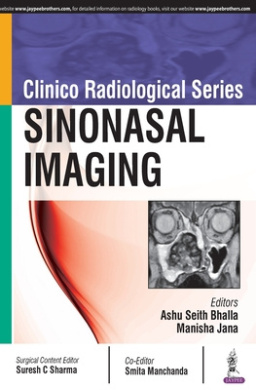 website www.jaypeebrothers.com, for detailed information on radiology books, visit our website www.jaypeebrothers.com
Clinico Radiological Series
SINONASAL
IMAGING
Editors
Ashu Seith Bhalla
Manisha Jana
Surgical Content Editor
Suresh C Sharma
Co-Editor
Smita Manchanda
JAYPEE